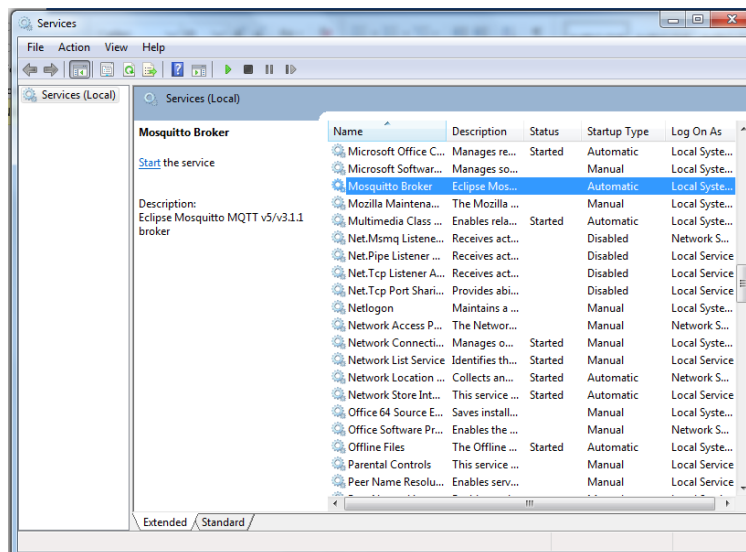 Services
File Action View Help
Services (Local)
Services (Local)
Mosquitto Broker
Start the service
Description:
Eclipse Mosquitto MQTT v5/v3.1.1
broker
Name Description Status Startup Type Log On As
Microsoft Office C... Manages re... Started Automatic Local Syste...
Microsoft Softwar... Manages so... Manual Local Syste...
Mosquitto Broker Eclipse Mos... Automatic Local Syste...
Mozilla Maintena... The Mozilla ... Manual Local Syste...
Multimedia Class ... Enables rela... Started Automatic Local Syste...
Net.Msmq Listene... Receives act... Disabled Network S...
Net.Pipe Listener ... Receives act... Disabled Local Service
Net.Tcp Listener A... Receives act... Disabled Local Service
Net.Tcp Port Shari... Provides abi... Disabled Local Service
Netlogon Maintains a ... Manual Local Syste...
Network Access P... The Networ... Manual Network S...
Network Connecti... Manages o... Started Manual Local Syste...
Network List Service Identifies th... Started Manual Local Service
Network Location ... Collects an... Started Automatic Network S...
Network Store Int... This service ... Started Automatic Local Service
Office 64 Source E... Saves install... Manual Local Syste...
Office Software Pr... Enables the ... Manual Network S...
Offline Files The Offline ... Started Automatic Local Syste...
Parental Controls This service ... Manual Local Service
Peer Name Resolu... Enables serv... Manual Local Service
Extended Standard